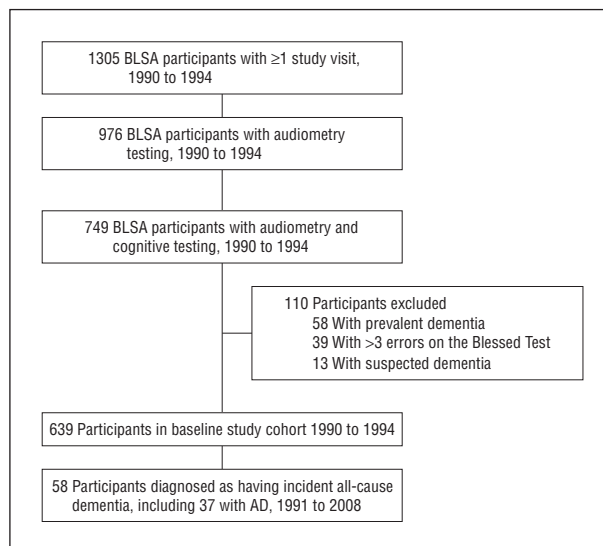 1305 BLSA participants with ≥1 study visit,
1990 to 1994
976 BLSA participants with audiometry
testing, 1990 to 1994
749 BLSA participants with audiometry and
cognitive testing, 1990 to 1994
110 Participants excluded
58 With prevalent dementia
39 With >3 errors on the Blessed Test
13 With suspected dementia
639 Participants in baseline study cohort 1990 to 1994
58 Participants diagnosed as having incident all-cause
dementia, including 37 with AD, 1991 to 2008